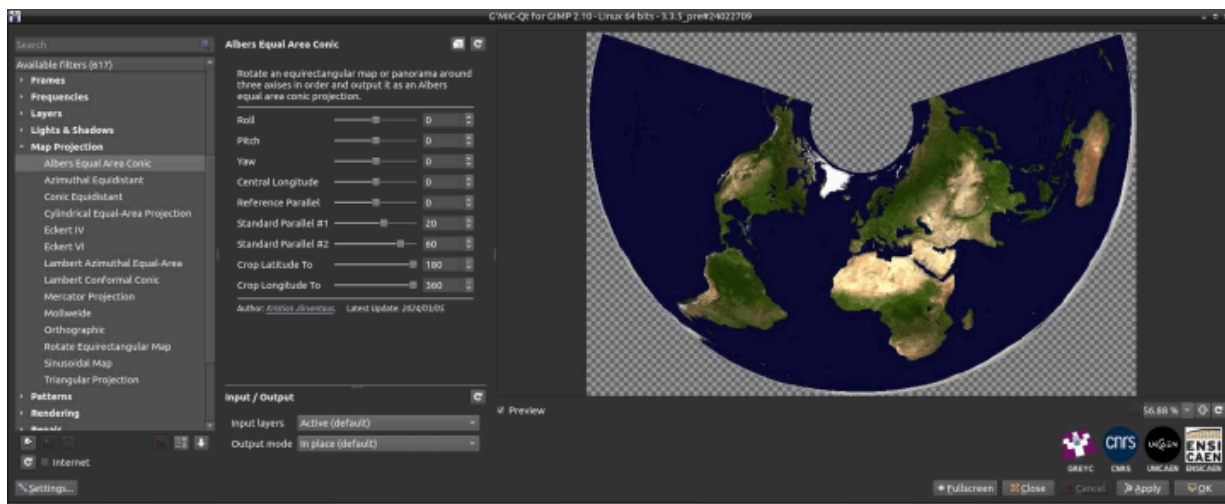 G'MIC-Qt for GIMP 2.10 - Linux 64 bits - 3.3.5_pre#24022709
Search
Available filters (617)
Frames
Frequencies
Layers
Lights & Shadows
Map Projection
Albers Equal Area Conic
Azimuthal Equidistant
Conic Equidistant
Cylindrical Equal-Area Projection
Eckert IV
Eckert VI
Lambert Azimuthal Equal-Area
Lambert Conformal Conic
Mercator Projection
Mollweide
Orthographic
Rotate Equirectangular Map
Sinusoidal Map
Triangular Projection
Patterns
Rendering
Repair
Internet
Settings...
Albers Equal Area Conic
Rotate an equirectangular map or panorama around
three axises in order and output it as an Albers
equal area conic projection.
Roll 0
Pitch 0
Yaw 0
Central Longitude 0
Reference Parallel 0
Standard Parallel #1 20
Standard Parallel #2 60
Crop Latitude To 180
Crop Longitude To 360
Author: Latest Update: 2024/03/05.
Input / Output
Input layers Active (default)
Output mode In place (default)
Preview
56.88 %
GREYC
cnrs
CNRS
UNICAEN
UNICAEN
ENSI
CAEN
ENSICAEN
Fullscreen
Close
Cancel
Apply
OK